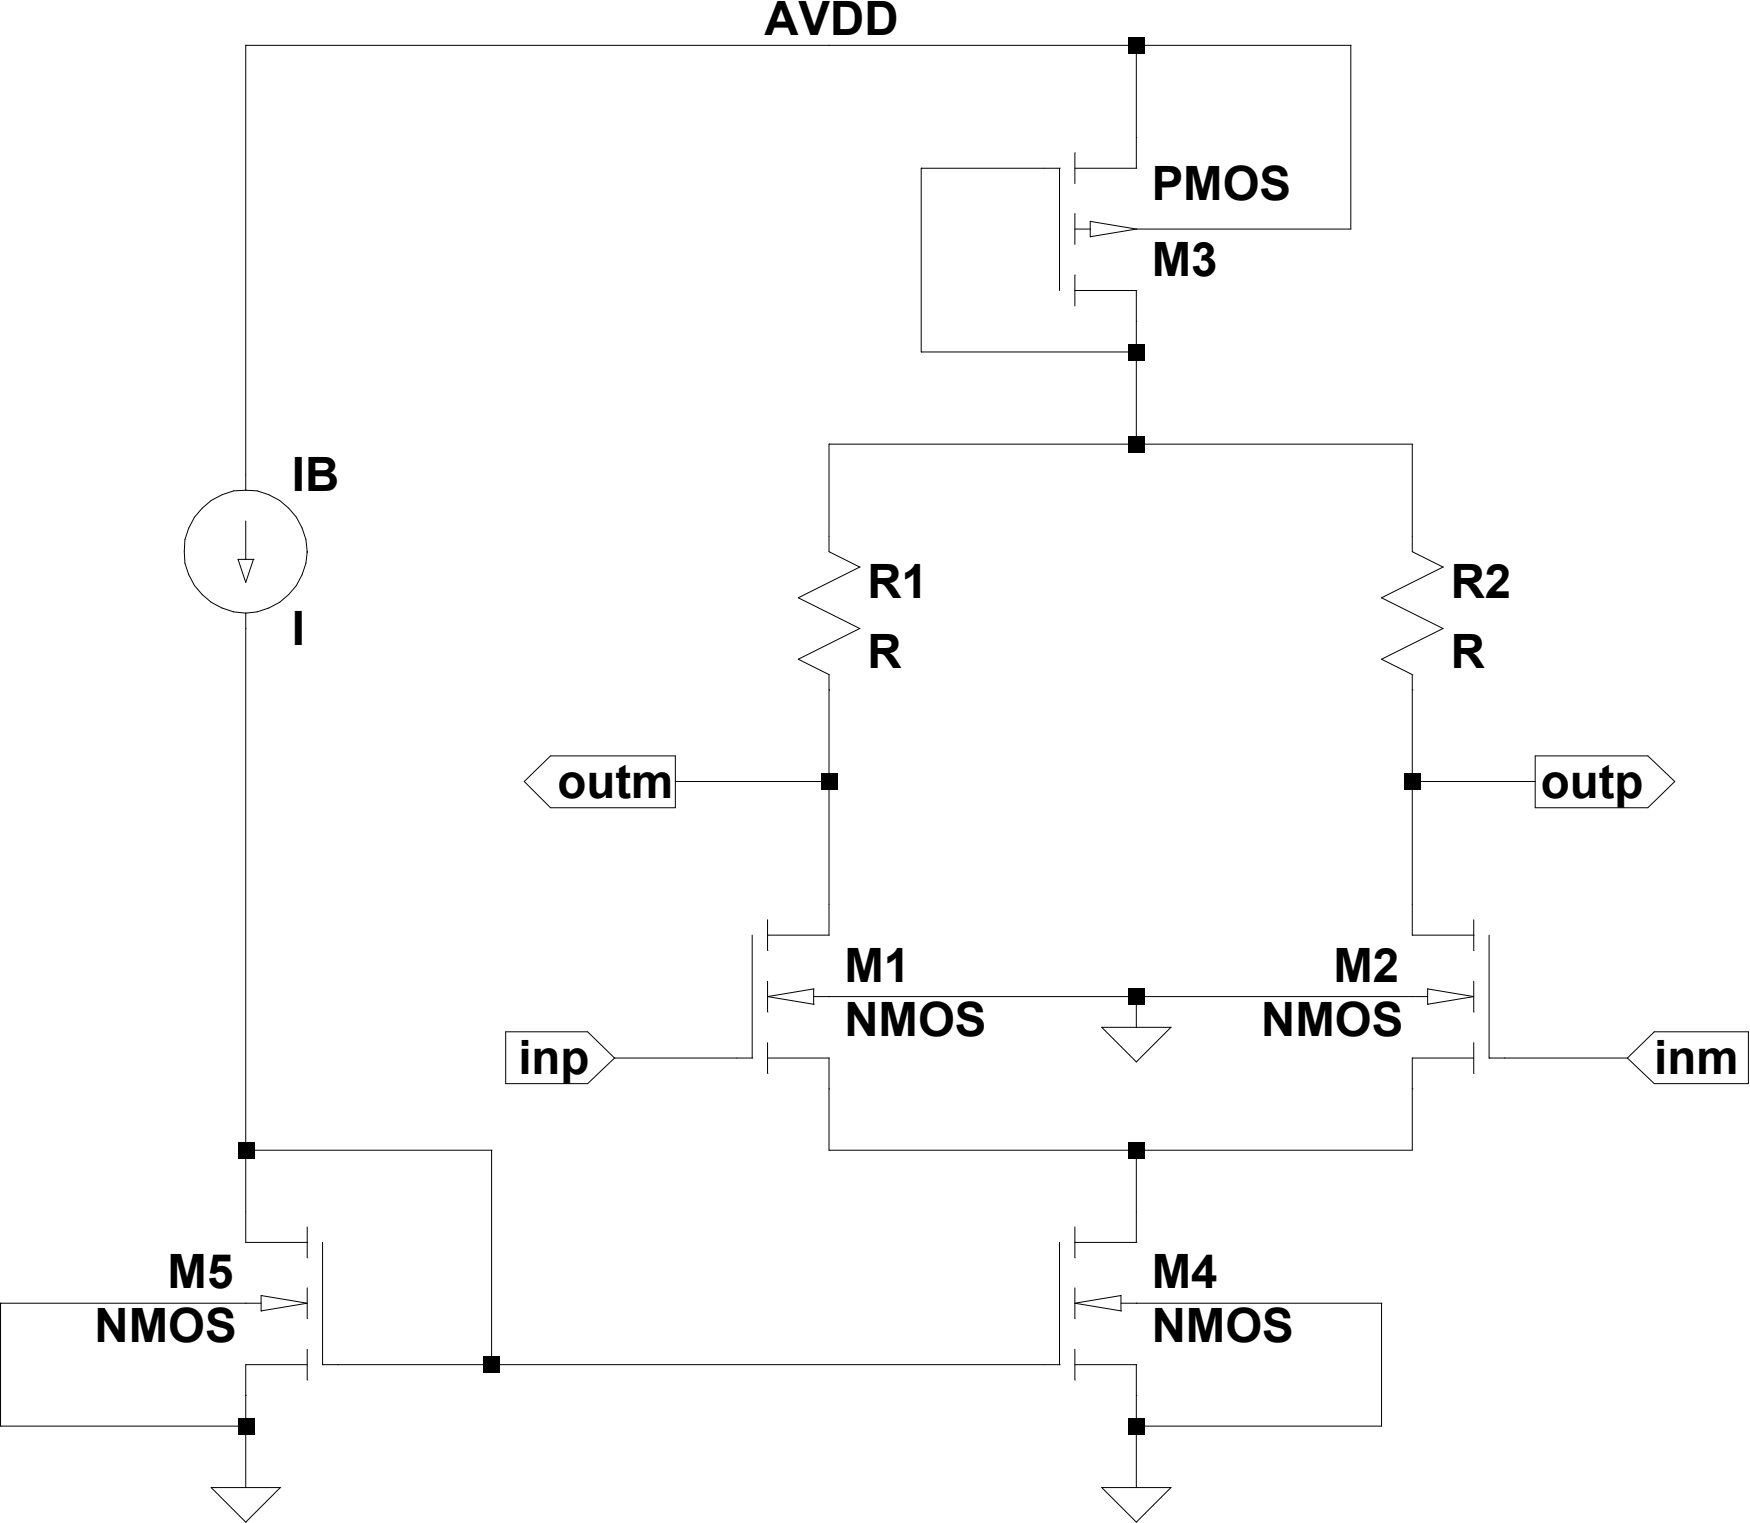 AVDD
PMOS
M3
IB
I
R1
R
R2
R
outm
outp
M1
NMOS
M2
NMOS
inp
inm
M5
NMOS
M4
NMOS